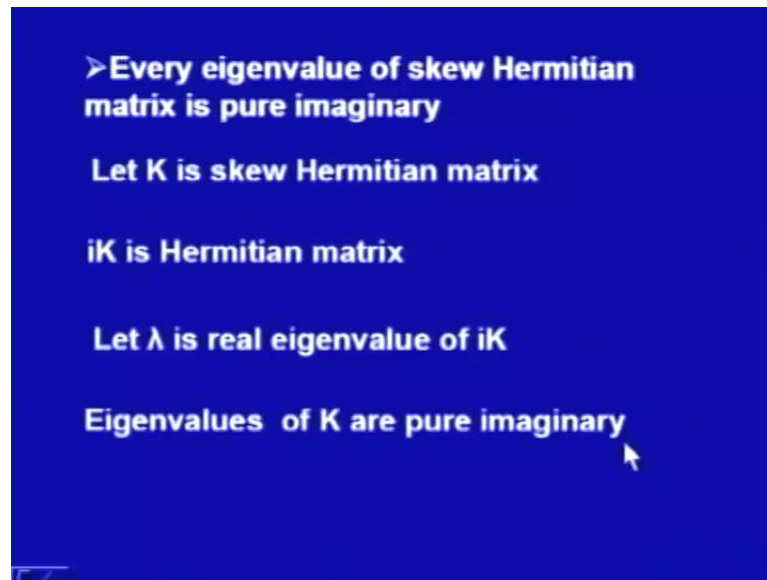 ➢Every eigenvalue of skew Hermitian
matrix is pure imaginary
Let K is skew Hermitian matrix
iK is Hermitian matrix
Let λ is real eigenvalue of iK
Eigenvalues of K are pure imaginary